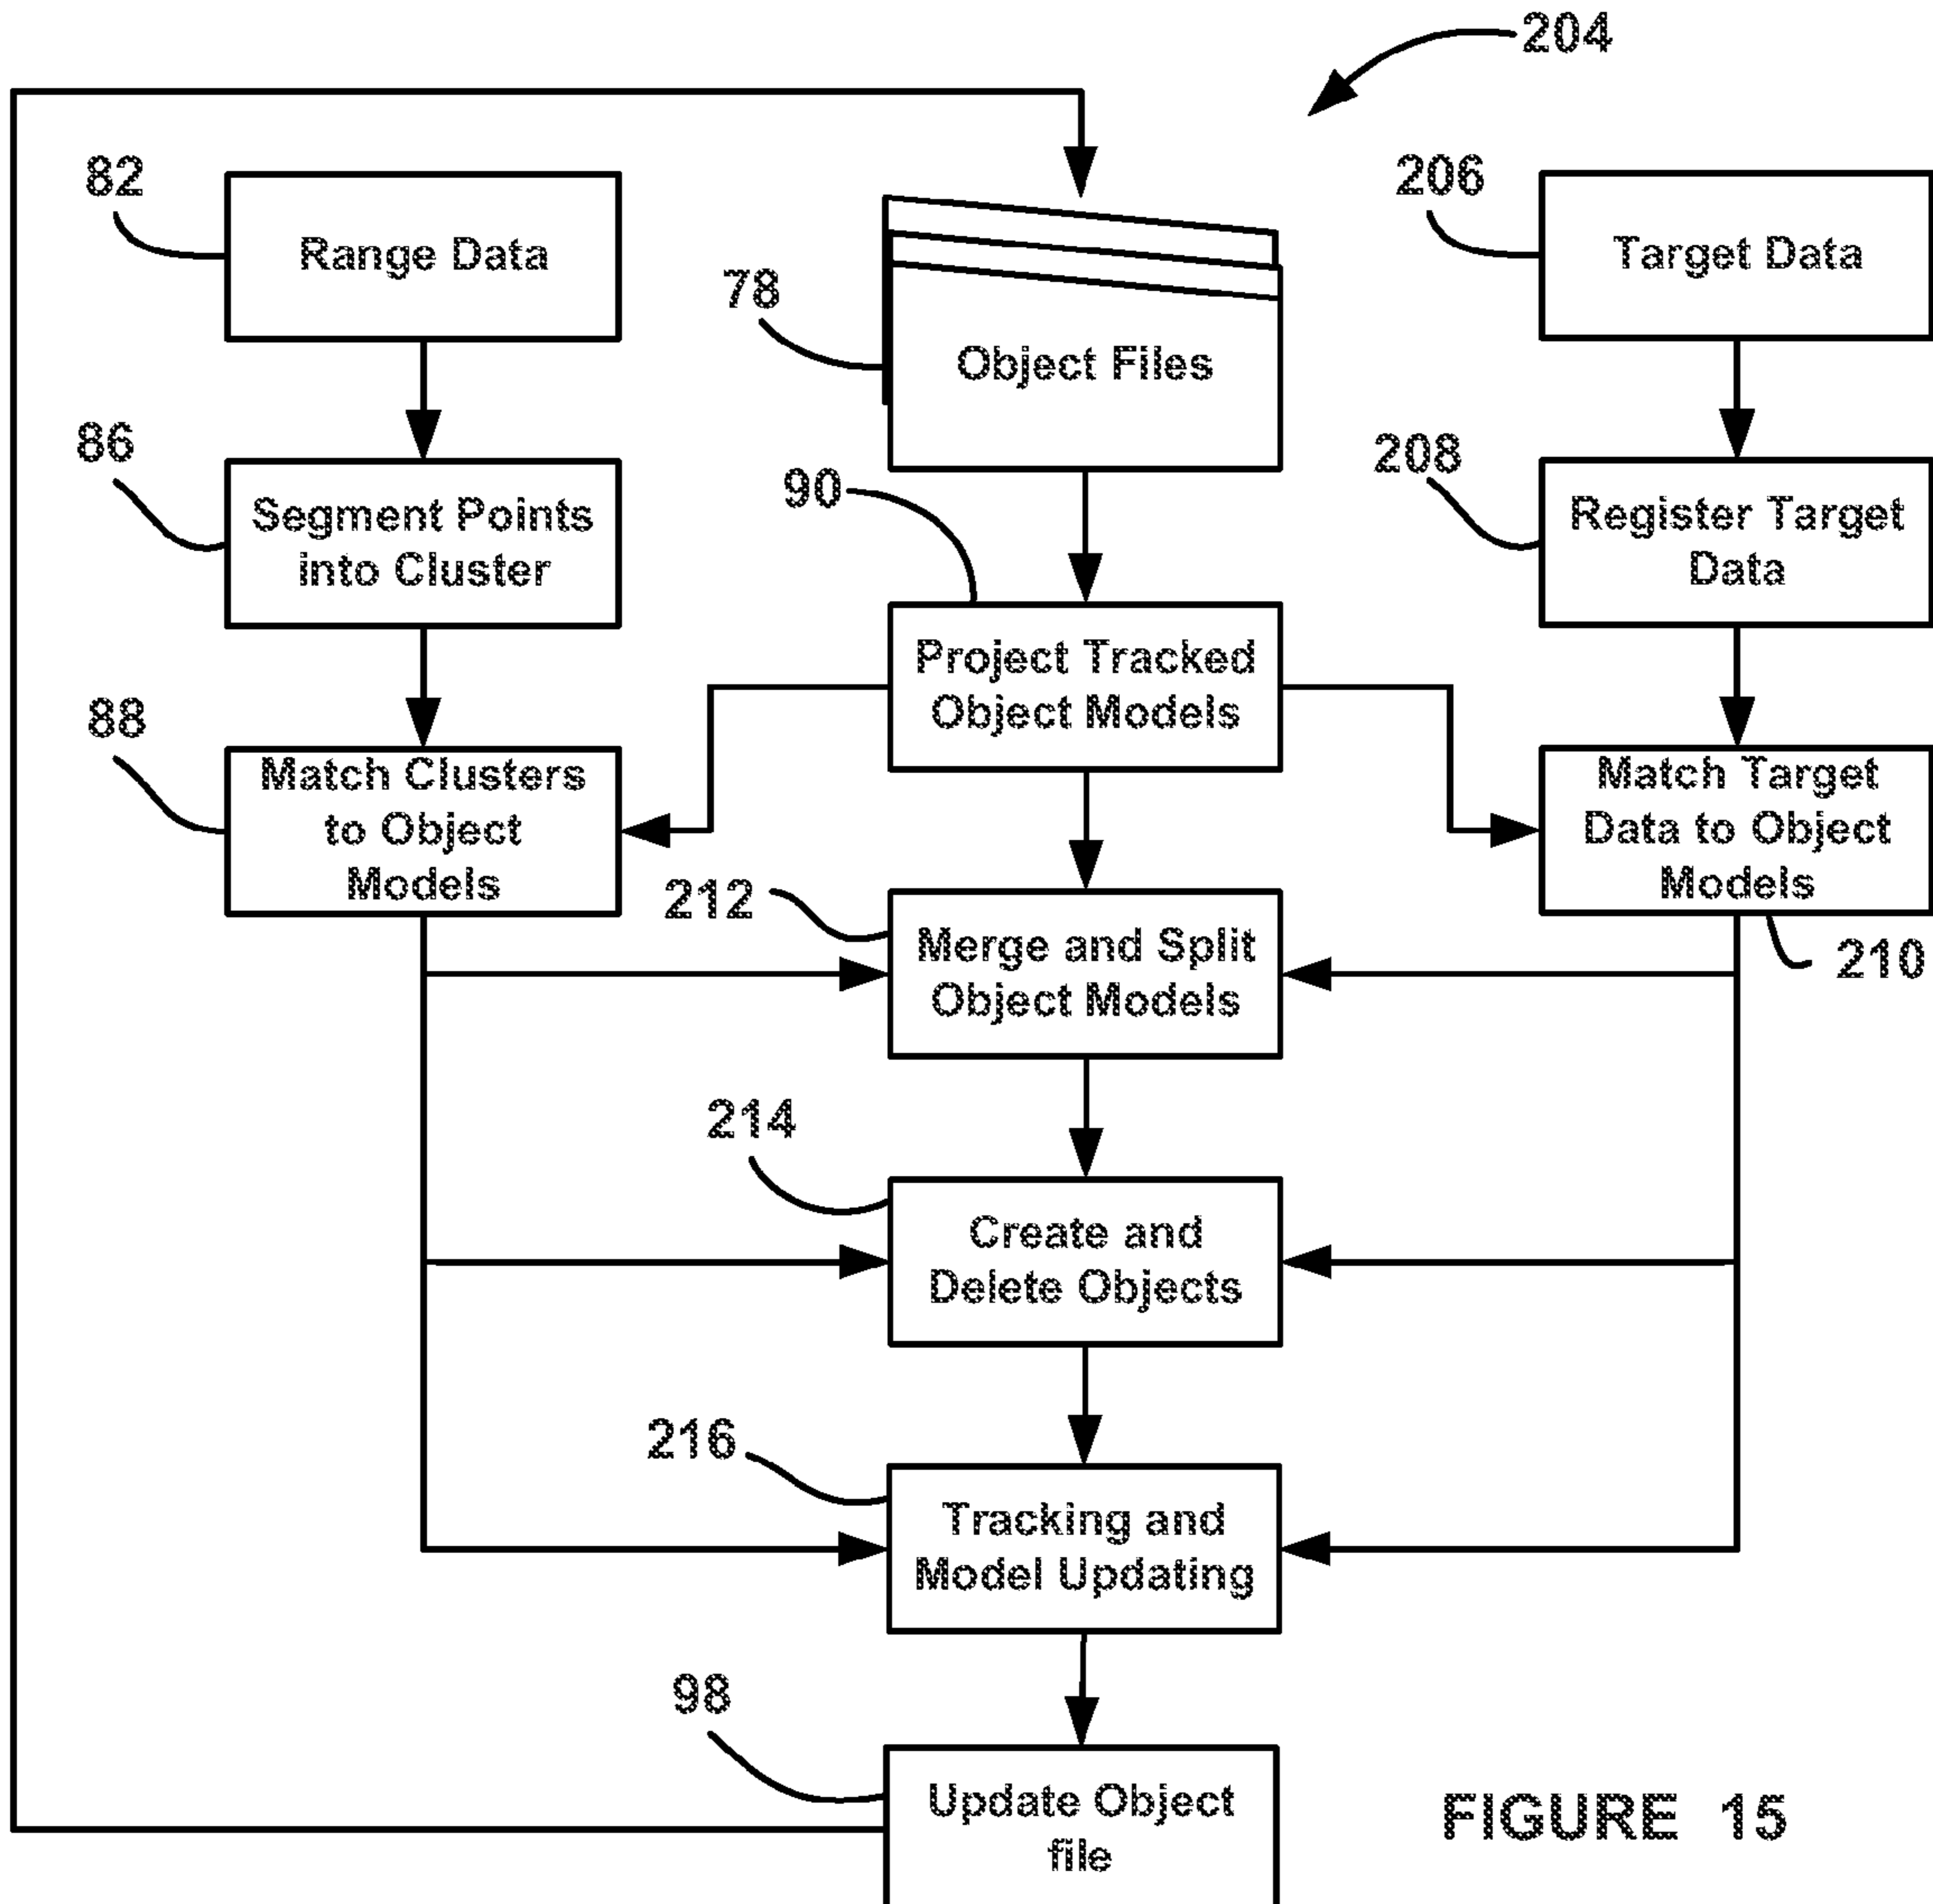 204
82
Range Data
78
Object Files
206
Target Data
86
Segment Points
into Cluster
90
Project Tracked
Object Models
208
Register Target
Data
88
Match Clusters
to Object
Models
212
Merge and Split
Object Models
Match Target
Data to Object
Models
210
214
Create and
Delete Objects
216
Tracking and
Model Updating
98
Update Object
file
FIGURE 15